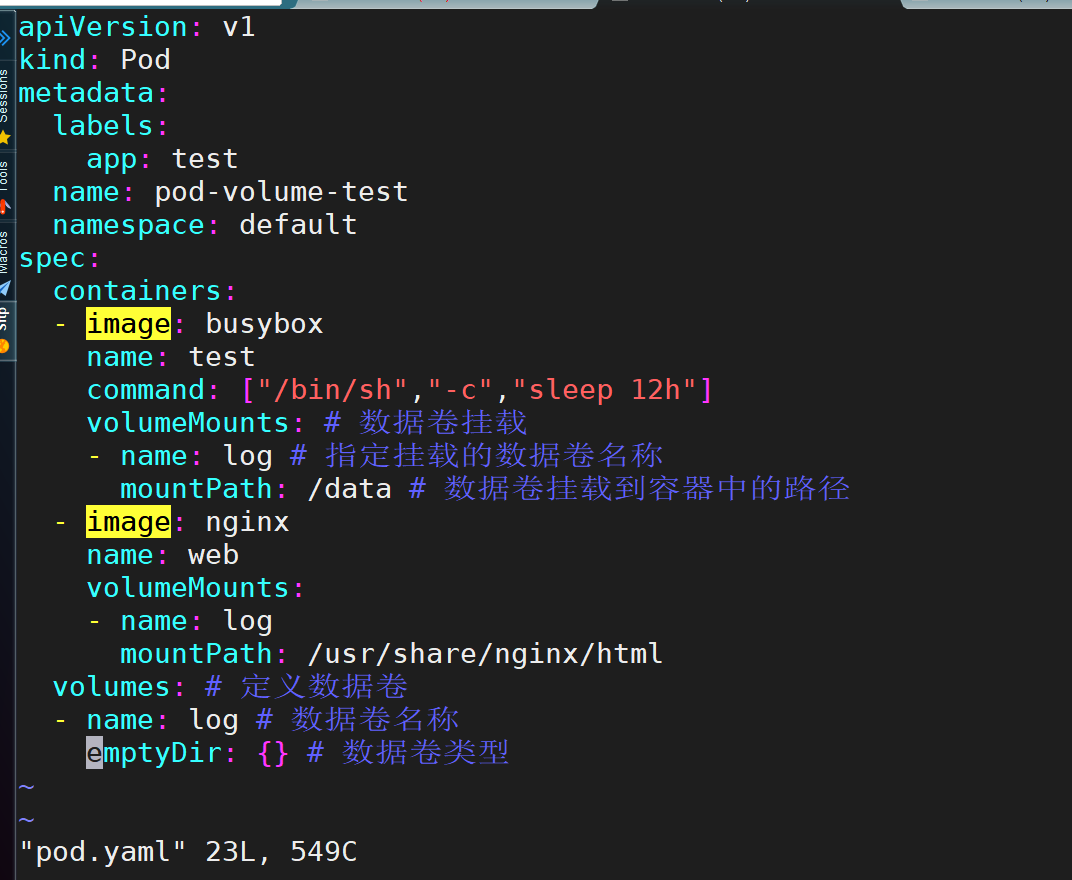 apiVersion: v1
kind: Pod
metadata:
  labels:
    app: test
  name: pod-volume-test
  namespace: default
spec:
  containers:
  - image: busybox
    name: test
    command: ["/bin/sh","-c","sleep 12h"]
    volumeMounts: # 数据卷挂载
    - name: log # 指定挂载的数据卷名称
      mountPath: /data # 数据卷挂载到容器中的路径
  - image: nginx
    name: web
    volumeMounts:
    - name: log
      mountPath: /usr/share/nginx/html
  volumes: # 定义数据卷
  - name: log # 数据卷名称
    emptyDir: {} # 数据卷类型
~
~
"pod.yaml" 23L, 549C
Sessions
Tools
Macros